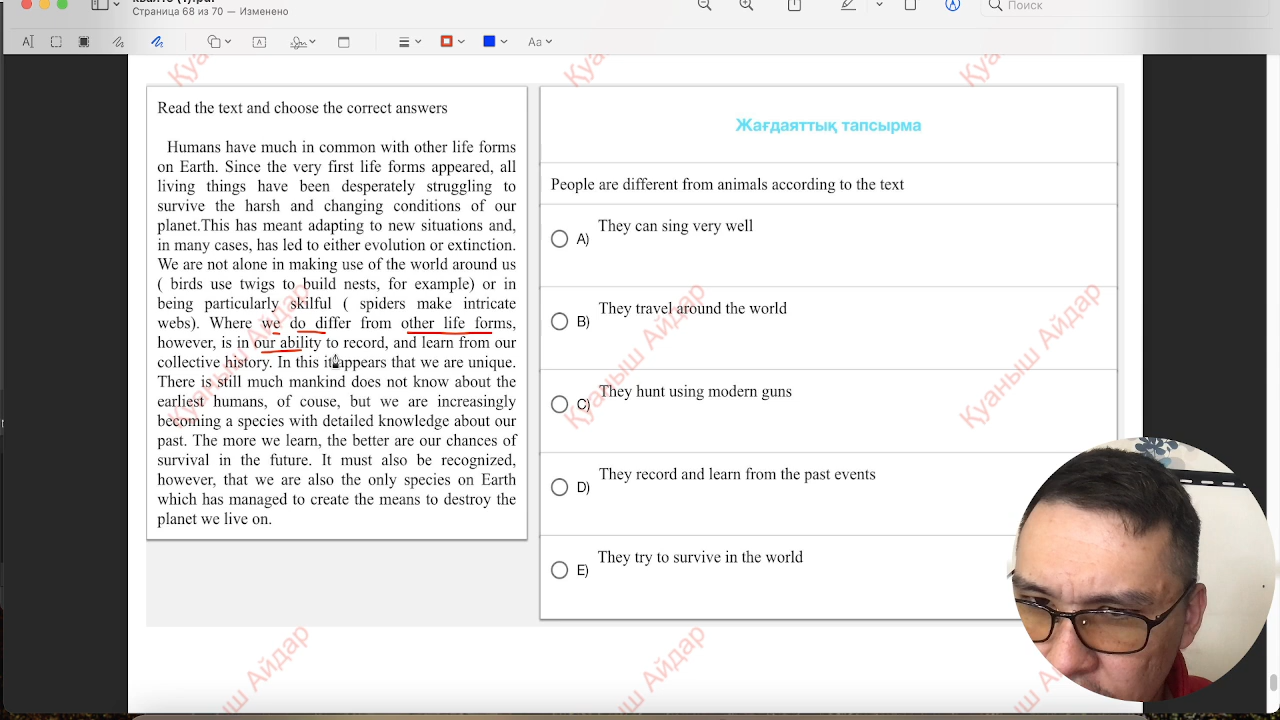 Страница 68 из 70 — Изменено
Поиск
Aa
Read the text and choose the correct answers
Humans have much in common with other life forms
on Earth. Since the very first life forms appeared, all
living things have been desperately struggling to
survive the harsh and changing conditions of our
planet.This has meant adapting to new situations and,
in many cases, has led to either evolution or extinction.
We are not alone in making use of the world around us
( birds use twigs to build nests, for example) or in
being particularly skilful ( spiders make intricate
webs). Where we do differ from other life forms,
however, is in our ability to record, and learn from our
collective history. In this it appears that we are unique.
There is still much mankind does not know about the
earliest humans, of couse, but we are increasingly
becoming a species with detailed knowledge about our
past. The more we learn, the better are our chances of
survival in the future. It must also be recognized,
however, that we are also the only species on Earth
which has managed to create the means to destroy the
planet we live on.
Жағдаяттық тапсырма
People are different from animals according to the text
A) They can sing very well
B) They travel around the world
C) They hunt using modern guns
D) They record and learn from the past events
E) They try to survive in the world
Қуаныш Айдар
Қуаныш Айдар
Қуаныш Айдар